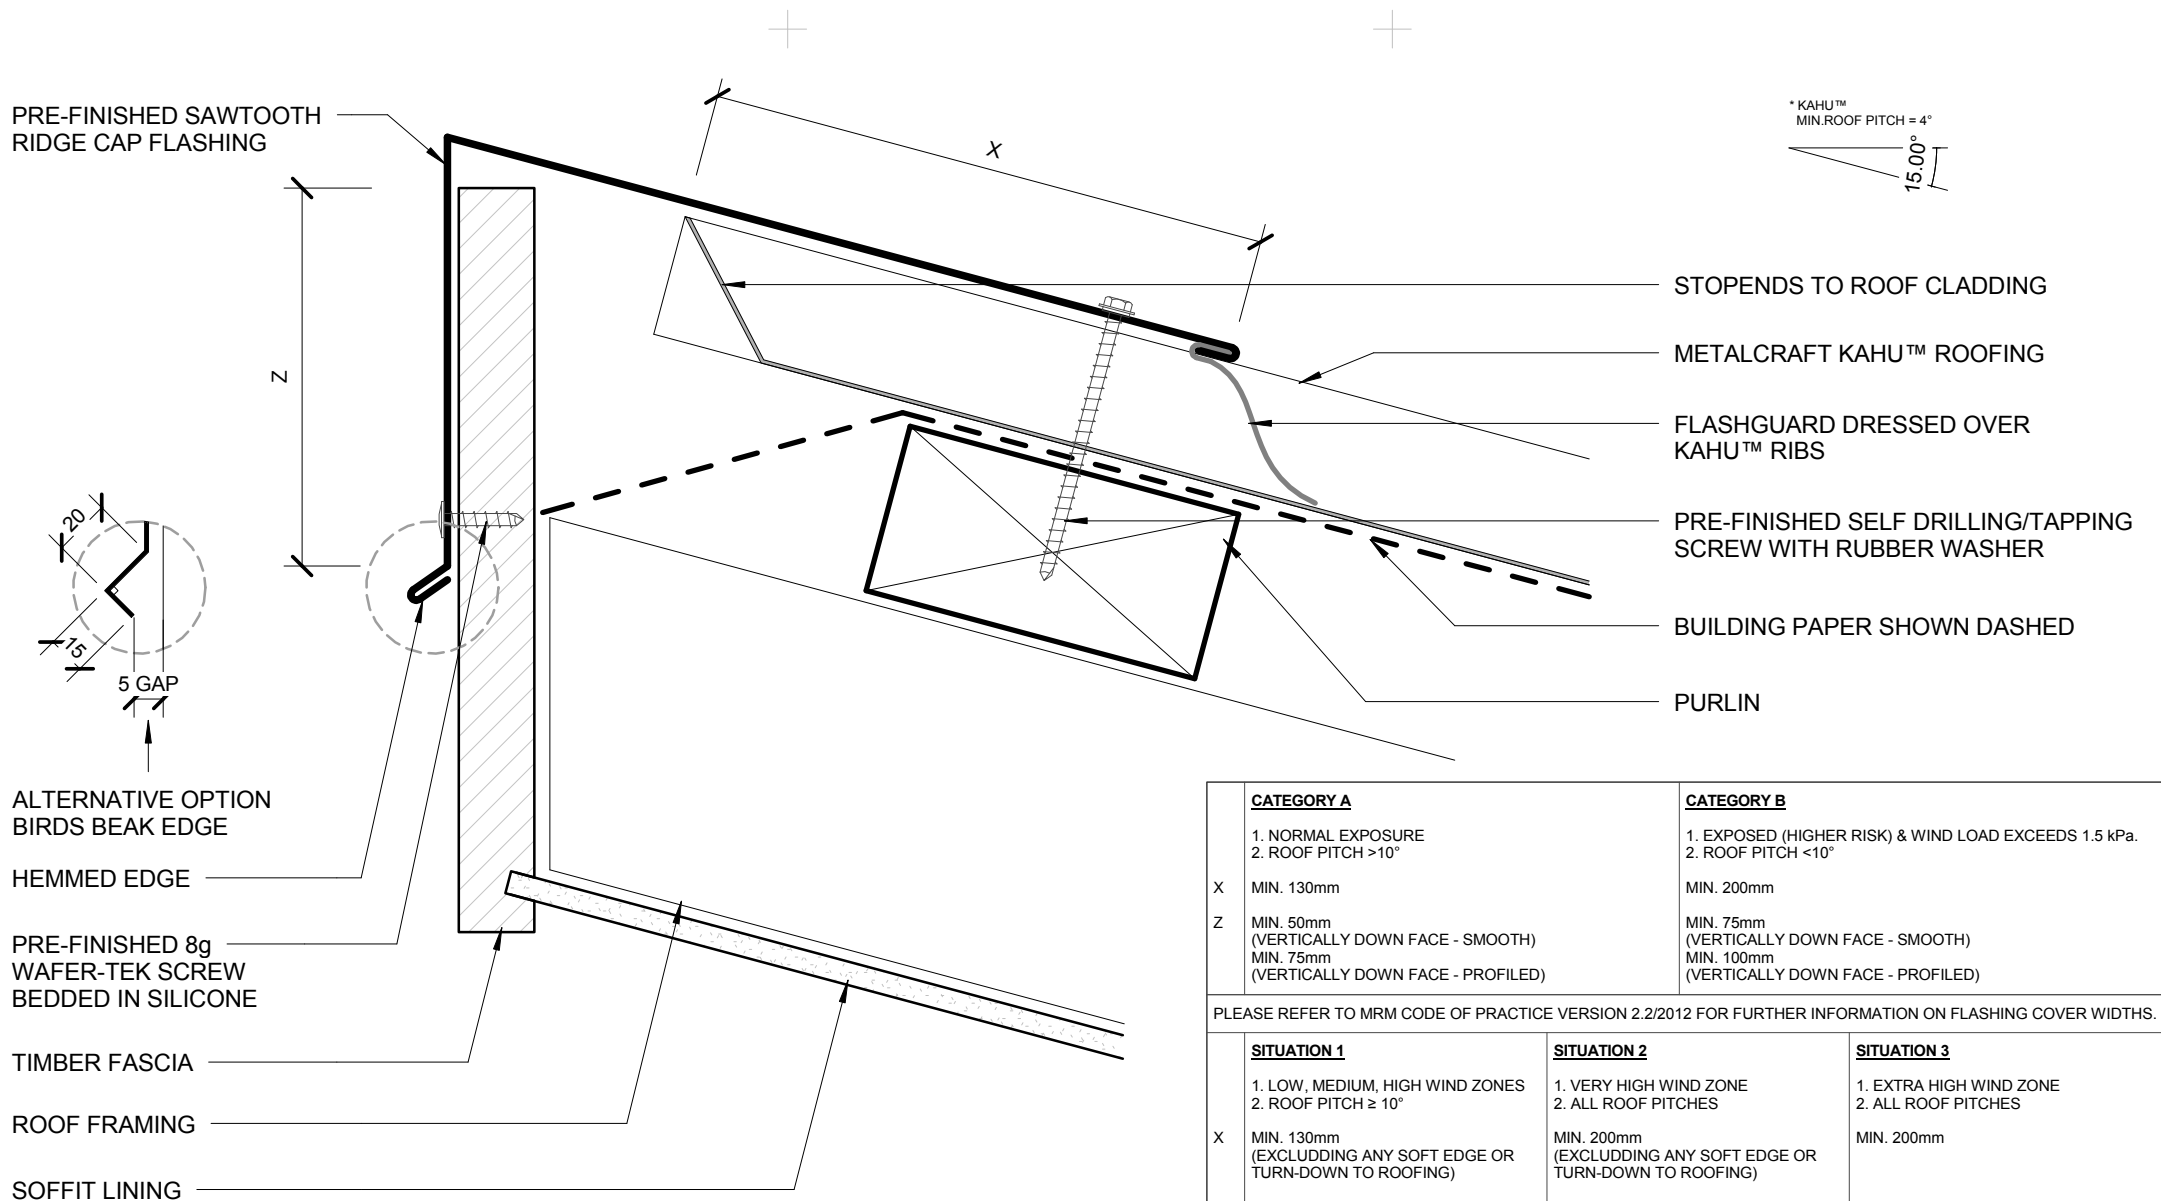 PRE-FINISHED SAWTOOTH
RIDGE CAP FLASHING
X
* KAHU™
MIN.ROOF PITCH = 4°
15.00°
Z
STOPENDS TO ROOF CLADDING
METALCRAFT KAHU™ ROOFING
FLASHGUARD DRESSED OVER
KAHU™ RIBS
PRE-FINISHED SELF DRILLING/TAPPING
SCREW WITH RUBBER WASHER
BUILDING PAPER SHOWN DASHED
PURLIN
20
15
5 GAP
ALTERNATIVE OPTION
BIRDS BEAK EDGE
HEMMED EDGE
PRE-FINISHED 8g
WAFER-TEK SCREW
BEDDED IN SILICONE
TIMBER FASCIA
ROOF FRAMING
SOFFIT LINING
CATEGORY A
1. NORMAL EXPOSURE
2. ROOF PITCH >10°
CATEGORY B
1. EXPOSED (HIGHER RISK) & WIND LOAD EXCEEDS 1.5 kPa.
2. ROOF PITCH <10°
X
MIN. 130mm
MIN. 200mm
Z
MIN. 50mm
(VERTICALLY DOWN FACE - SMOOTH)
MIN. 75mm
(VERTICALLY DOWN FACE - PROFILED)
MIN. 75mm
(VERTICALLY DOWN FACE - SMOOTH)
MIN. 100mm
(VERTICALLY DOWN FACE - PROFILED)
PLEASE REFER TO MRM CODE OF PRACTICE VERSION 2.2/2012 FOR FURTHER INFORMATION ON FLASHING COVER WIDTHS.
SITUATION 1
1. LOW, MEDIUM, HIGH WIND ZONES
2. ROOF PITCH ≥ 10°
SITUATION 2
1. VERY HIGH WIND ZONE
2. ALL ROOF PITCHES
SITUATION 3
1. EXTRA HIGH WIND ZONE
2. ALL ROOF PITCHES
X
MIN. 130mm
(EXCLUDDING ANY SOFT EDGE OR
TURN-DOWN TO ROOFING)
MIN. 200mm
(EXCLUDDING ANY SOFT EDGE OR
TURN-DOWN TO ROOFING)
MIN. 200mm